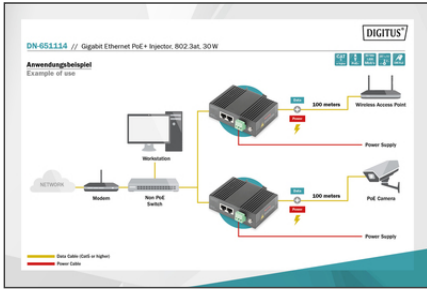 DIGITUS®
DN-651114 // Gigabit Ethernet PoE+ Injector, 802.3at, 30 W
Anwendungsbeispiel
Example of use
Data
100 meters
Power
Wireless Access Point
Power Supply
Workstation
NETWORK
Modem
Non PoE
Switch
Data
100 meters
Power
PoE Camera
Power Supply
Data Cable (Cat5 or higher)
Power Cable